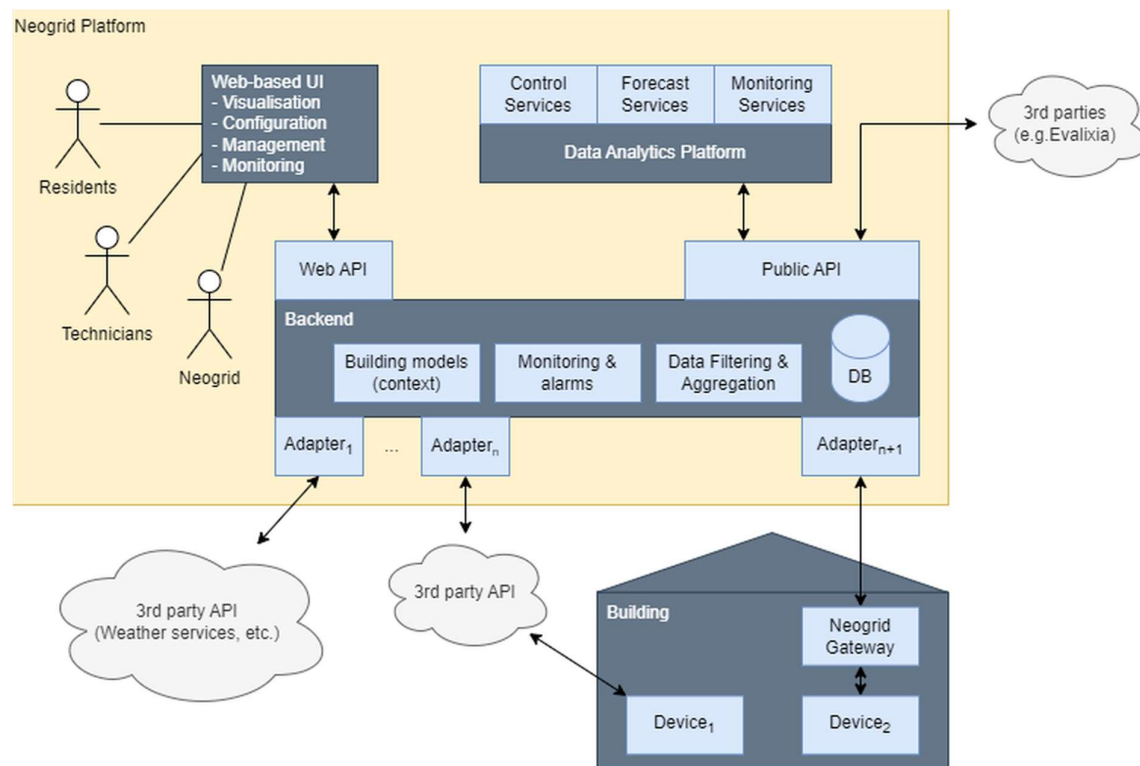 Neogrid Platform
Web-based UI
- Visualisation
- Configuration
- Management
- Monitoring
Residents
Technicians
Neogrid
Control
Services
Forecast
Services
Monitoring
Services
Data Analytics Platform
3rd parties
(e.g.Evalixia)
Web API
Public API
Backend
Building models
(context)
Monitoring &
alarms
Data Filtering &
Aggregation
DB
Adapter1
...
Adaptern
Adaptern+1
3rd party API
(Weather services, etc.)
3rd party API
Building
Neogrid
Gateway
Device1
Device2